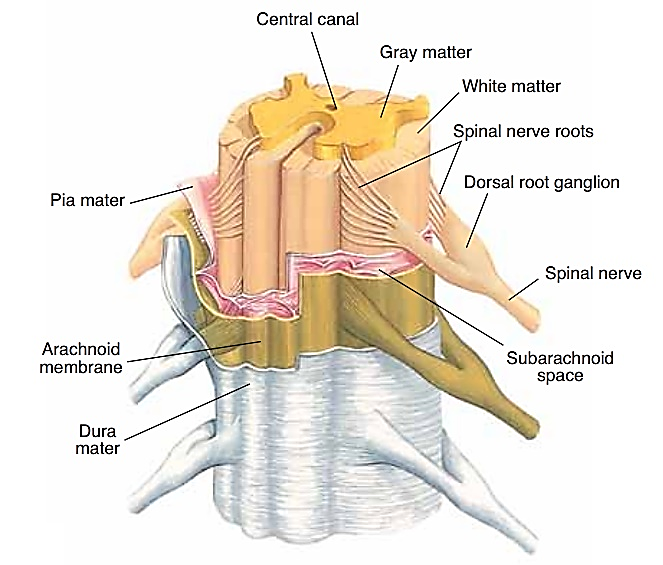 Central canal
Gray matter
White matter
Spinal nerve roots
Dorsal root ganglion
Pia mater
Spinal nerve
Arachnoid
membrane
Subarachnoid
space
Dura
mater